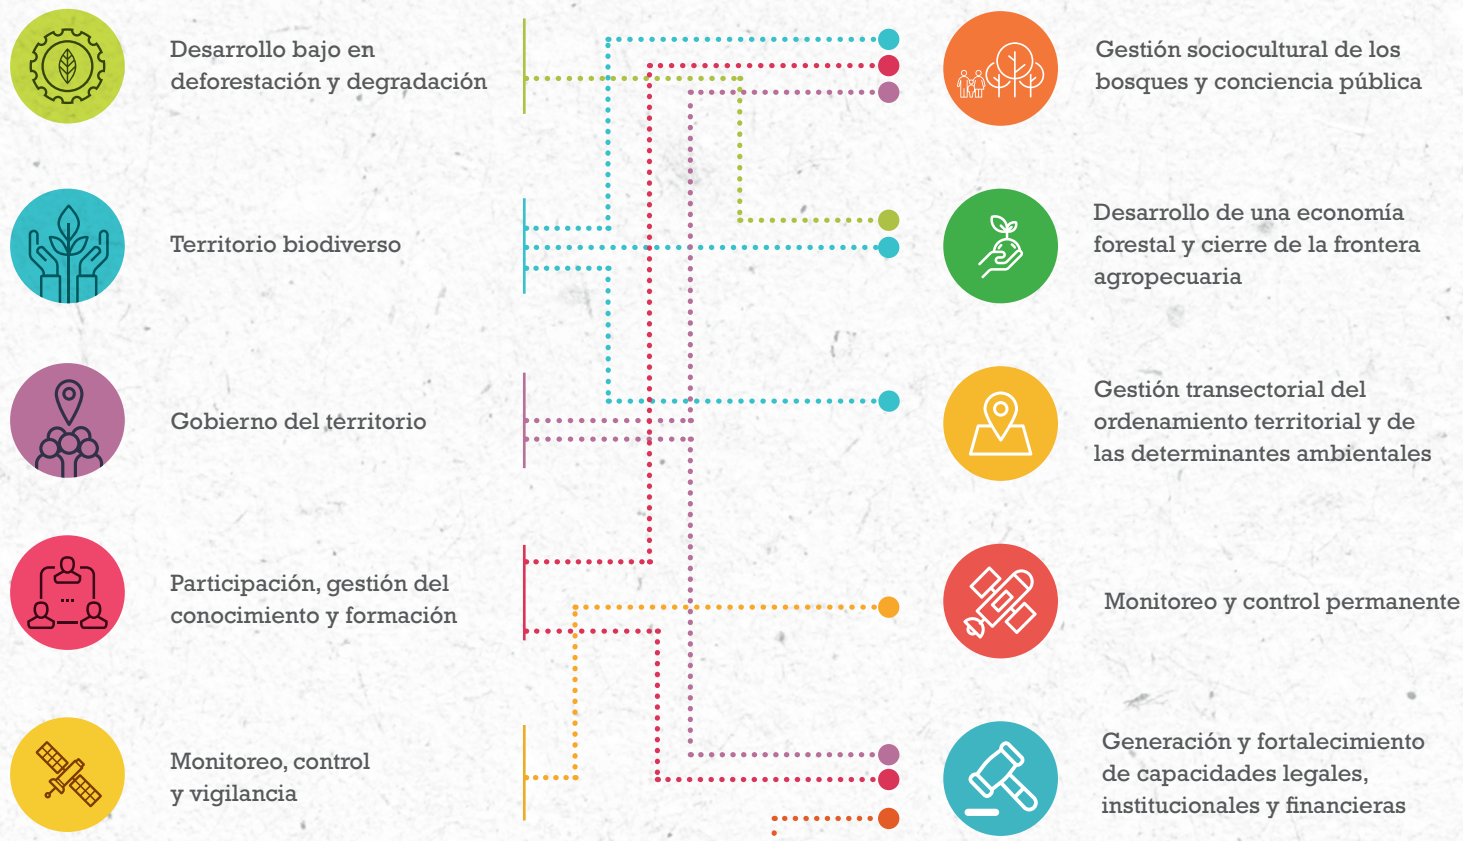 Desarrollo bajo en
deforestación y degradación
Territorio biodiverso
Gobierno del territorio
Participación, gestión del
conocimiento y formación
Monitoreo, control
y vigilancia
Gestión sociocultural de los
bosques y conciencia pública
Desarrollo de una economía
forestal y cierre de la frontera
agropecuaria
Gestión transectorial del
ordenamiento territorial y de
las determinantes ambientales
Monitoreo y control permanente
Generación y fortalecimiento
de capacidades legales,
institucionales y financieras